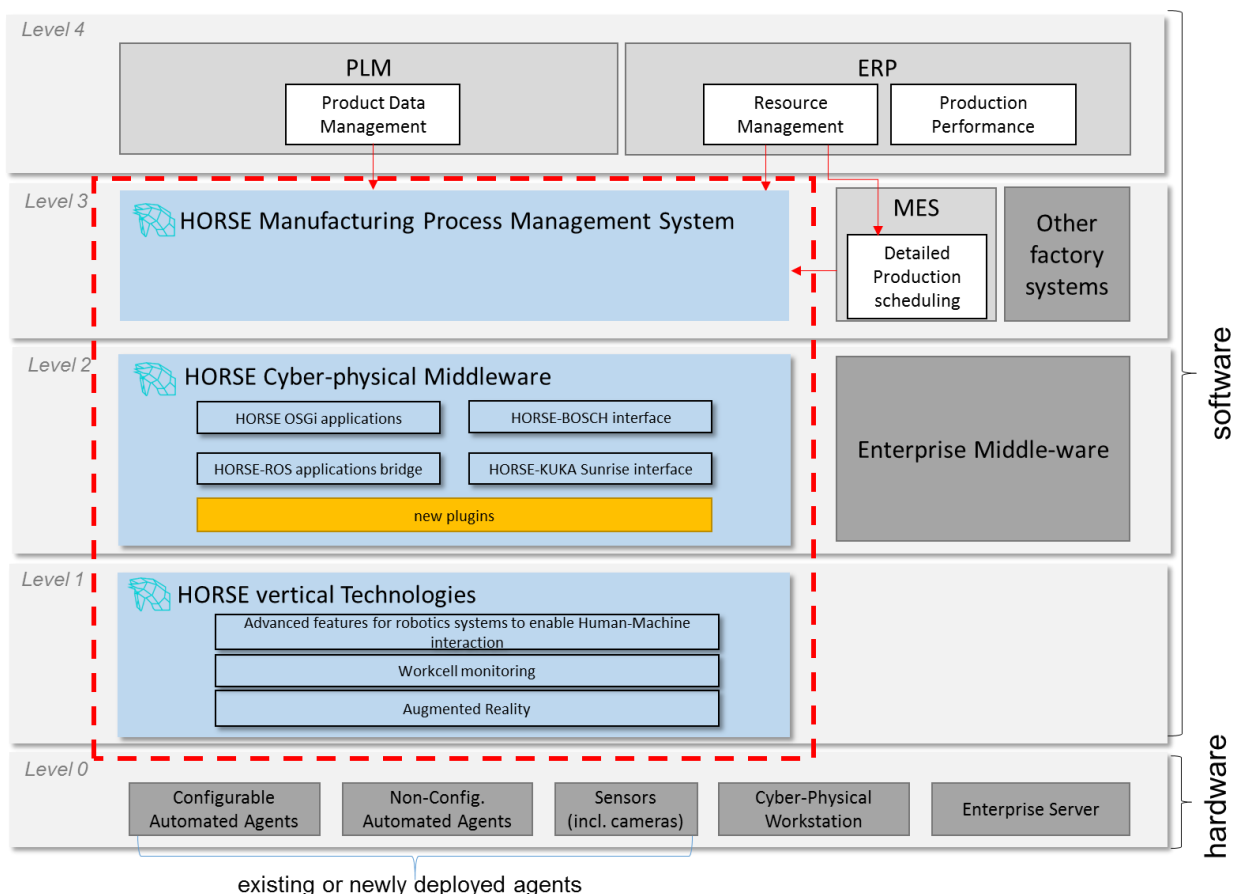 Level 4
PLM
Product Data
Management
ERP
Resource
Management
Production
Performance
Level 3
HORSE Manufacturing Process Management System
MES
Detailed
Production
scheduling
Other
factory
systems
Level 2
HORSE Cyber-physical Middleware
HORSE OSGi applications
HORSE-BOSCH interface
HORSE-ROS applications bridge
HORSE-KUKA Sunrise interface
new plugins
Enterprise Middle-ware
Level 1
HORSE vertical Technologies
Advanced features for robotics systems to enable Human-Machine
interaction
Workcell monitoring
Augmented Reality
software
Level 0
Configurable
Automated Agents
Non-Config.
Automated Agents
Sensors
(incl. cameras)
Cyber-Physical
Workstation
Enterprise Server
hardware
existing or newly deployed agents